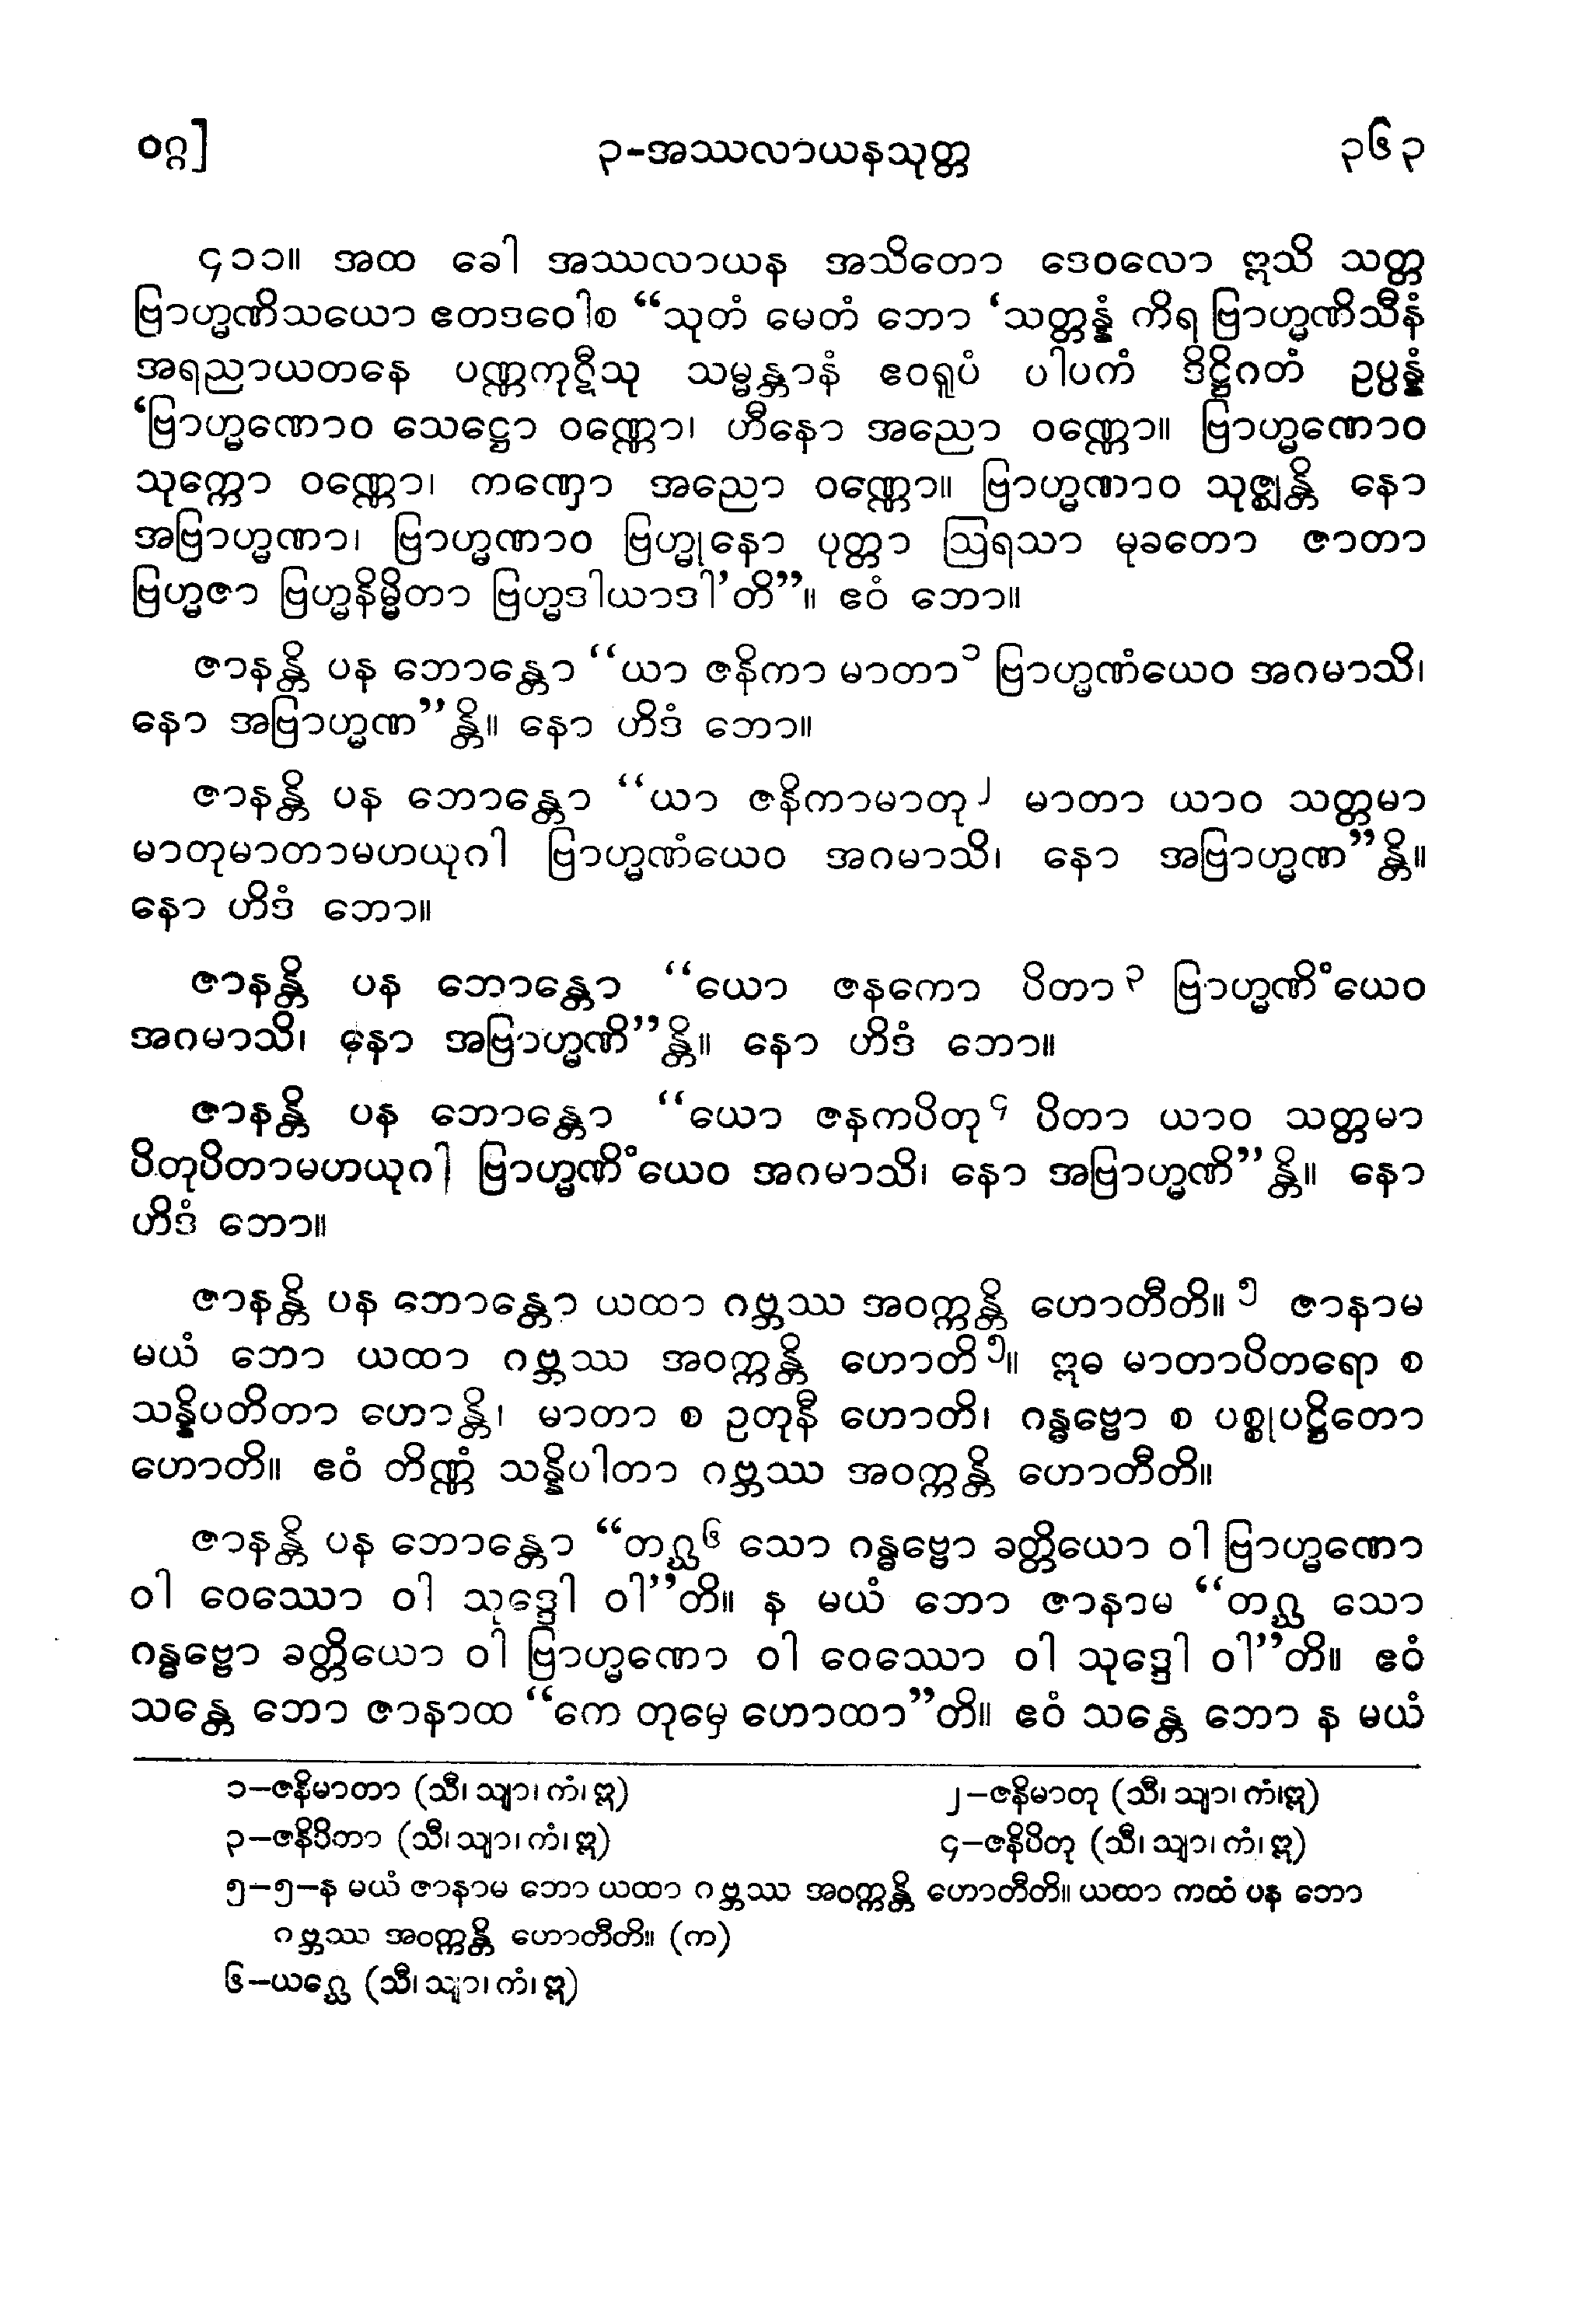 ဝဂ္ဂ]
၃-အဿလာယနသုတ္တ
၃၆၃
၄၁၁။ အထ ခေါ အဿလာယန အသိတော ဒေဝလော ဣသိ သတ္တ
ဗြာဟ္မဏိသယော ဧတဒဝေါစ “သုတံ မေတံ ဘော ‘သတ္တန္နံ ကိရ ဗြာဟ္မဏိသီနံ
အရညာယတနေ ပဏ္ဏကုဋီသု သမ္မန္တာနံ ဧဝရူပံ ပါပကံ ဒိဋ္ဌိဂတံ ဥပ္ပန္နံ
‘ဗြာဟ္မဏောဝ သေဋ္ဌော ဝဏ္ဏော၊ ဟီနော အညော ဝဏ္ဏော။ ဗြာဟ္မဏောဝ
သုက္ကော ဝဏ္ဏော၊ ကဏှော အညော ဝဏ္ဏော။ ဗြာဟ္မဏာဝ သုဇ္ဈန္တိ နော
အဗြာဟ္မဏာ၊ ဗြာဟ္မဏာဝ ဗြဟ္မုနော ပုတ္တာ ဩရသာ မုခတော ဇာတာ
ဗြဟ္မဇာ ဗြဟ္မနိမ္မိတာ ဗြဟ္မဒါယာဒါ’တိ”။ ဧဝံ ဘော။
ဇာနန္တိ ပန ဘောန္တော “ယာ ဇနိကာ မာတာ၁ ဗြာဟ္မဏံယေဝ အဂမာသိ၊
နော အဗြာဟ္မဏ”န္တိ။ နော ဟိဒံ ဘော။
ဇာနန္တိ ပန ဘောန္တော “ယာ ဇနိကာမာတု၂ မာတာ ယာဝ သတ္တမာ
မာတုမာတာမဟယုဂါ ဗြာဟ္မဏံယေဝ အဂမာသိ၊ နော အဗြာဟ္မဏ”န္တိ။
နော ဟိဒံ ဘော။
ဇာနန္တိ ပန ဘောန္တော “ယော ဇနကော ပိတာ၃ ဗြာဟ္မဏိံယေဝ
အဂမာသိ၊ နော အဗြာဟ္မဏိ”န္တိ။ နော ဟိဒံ ဘော။
ဇာနန္တိ ပန ဘောန္တော “ယော ဇနကပိတု၄ ပိတာ ယာဝ သတ္တမာ
ပိတုပိတာမဟယုဂါ ဗြာဟ္မဏိံယေဝ အဂမာသိ၊ နော အဗြာဟ္မဏိ”န္တိ။ နော
ဟိဒံ ဘော။
ဇာနန္တိ ပန ဘောန္တော ယထာ ဂဗ္ဘဿ အဝက္ကန္တိ ဟောတီတိ။၅ ဇာနာမ
မယံ ဘော ယထာ ဂဗ္ဘဿ အဝက္ကန္တိ ဟောတိ၅။ ဣဓ မာတာပိတရော စ
သန္နိပတိတာ ဟောန္တိ၊ မာတာ စ ဥတုနီ ဟောတိ၊ ဂန္ဓဗ္ဗော စ ပစ္စုပဋ္ဌိတော
ဟောတိ။ ဧဝံ တိဏ္ဏံ သန္နိပါတာ ဂဗ္ဘဿ အဝက္ကန္တိ ဟောတီတိ။
ဇာနန္တိ ပန ဘောန္တော “တဂ္ဃ၆ သော ဂန္ဓဗ္ဗော ခတ္တိယော ဝါ ဗြာဟ္မဏော
ဝါ ဝေဿော ဝါ သုဒ္ဒေါ ဝါ”တိ။ န မယံ ဘော ဇာနာမ “တဂ္ဃ သော
ဂန္ဓဗ္ဗော ခတ္တိယော ဝါ ဗြာဟ္မဏော ဝါ ဝေဿော ဝါ သုဒ္ဒေါ ဝါ”တိ။ ဧဝံ
သန္တေ ဘော ဇာနာထ “ကေ တုမှေ ဟောထာ”တိ။ ဧဝံ သန္တေ ဘော န မယံ
၁–ဇနိမာတာ (သီ၊ သျာ၊ ကံ၊ ဣ)
၂–ဇနိမာတု (သီ၊ သျာ၊ ကံ၊ဣ)
၃–ဇနိပိတာ (သီ၊ သျာ၊ ကံ၊ ဣ)
၄–ဇနိပိတု (သီ၊ သျာ၊ ကံ၊ ဣ)
၅–၅–န မယံ ဇာနာမ ဘော ယထာ ဂဗ္ဘဿ အဝက္ကန္တိ ဟောတီတိ။ ယထာ ကထံ ပန ဘော
ဂဗ္ဘဿ အဝက္ကန္တိ ဟောတီတိ။ (က)
၆–ယဂ္ဃေ (သီ၊ သျာ၊ ကံ၊ ဣ)